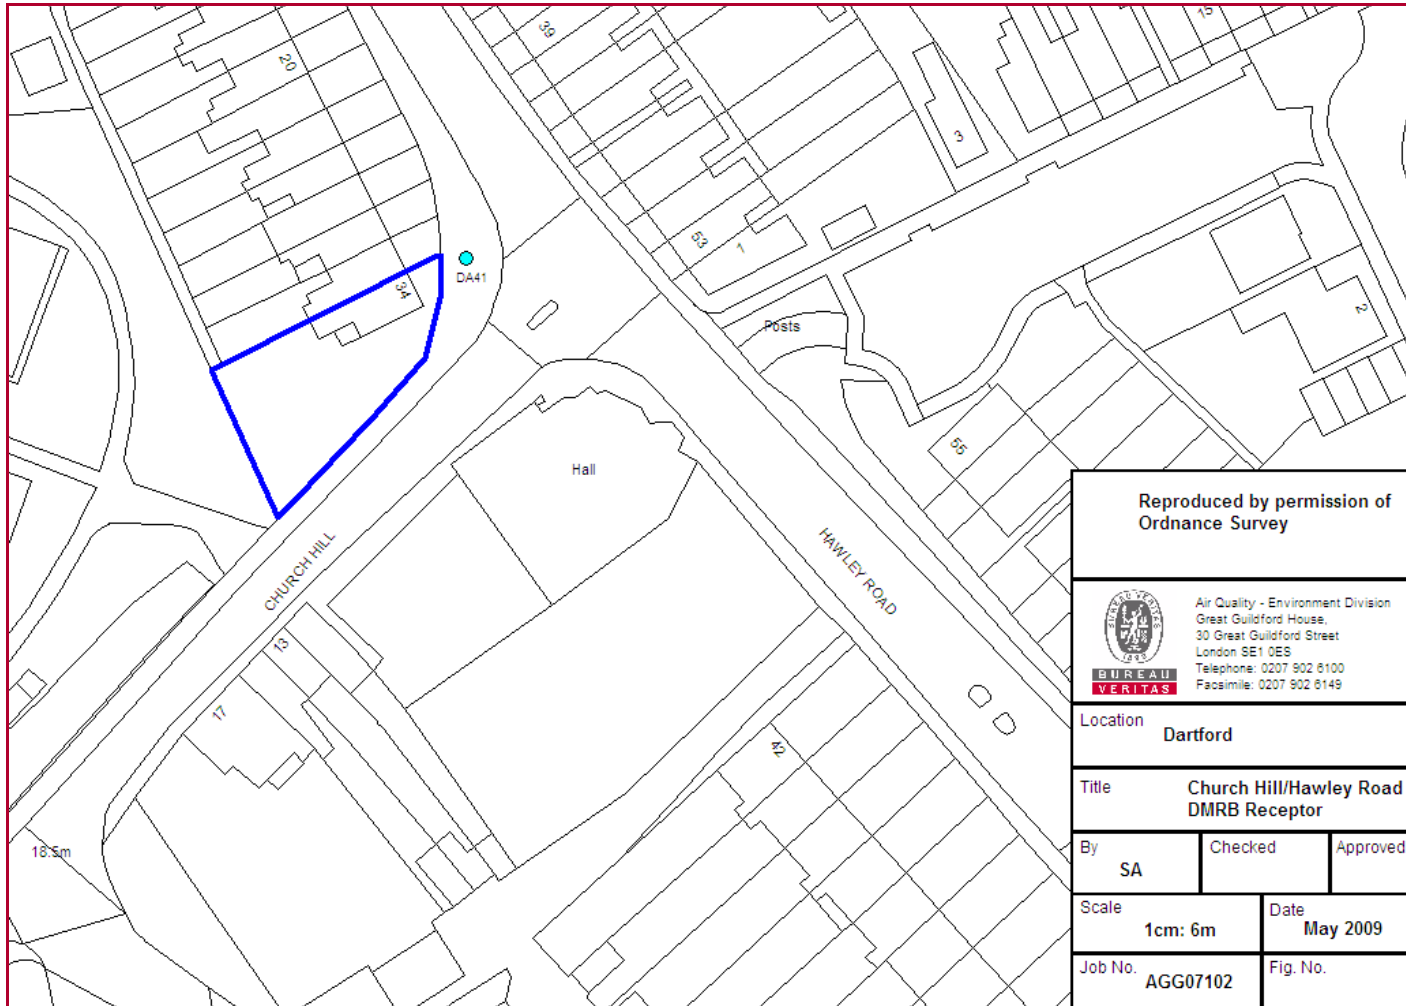 39
15
20
3
53
1
DA41
34
Posts
2
55
Hall
CHURCH HILL
HAWLEY ROAD
13
17
42
18.5m
Reproduced by permission of
Ordnance Survey
BUREAU VERITAS
1828
BUREAU
VERITAS
Air Quality - Environment Division
Great Guildford House,
30 Great Guildford Street
London SE1 0ES
Telephone: 0207 902 6100
Facsimile: 0207 902 6149
Location
Dartford
Title
Church Hill/Hawley Road
DMRB Receptor
By
SA
Checked
Approved
Scale
1cm: 6m
Date
May 2009
Job No.
AGG07102
Fig. No.